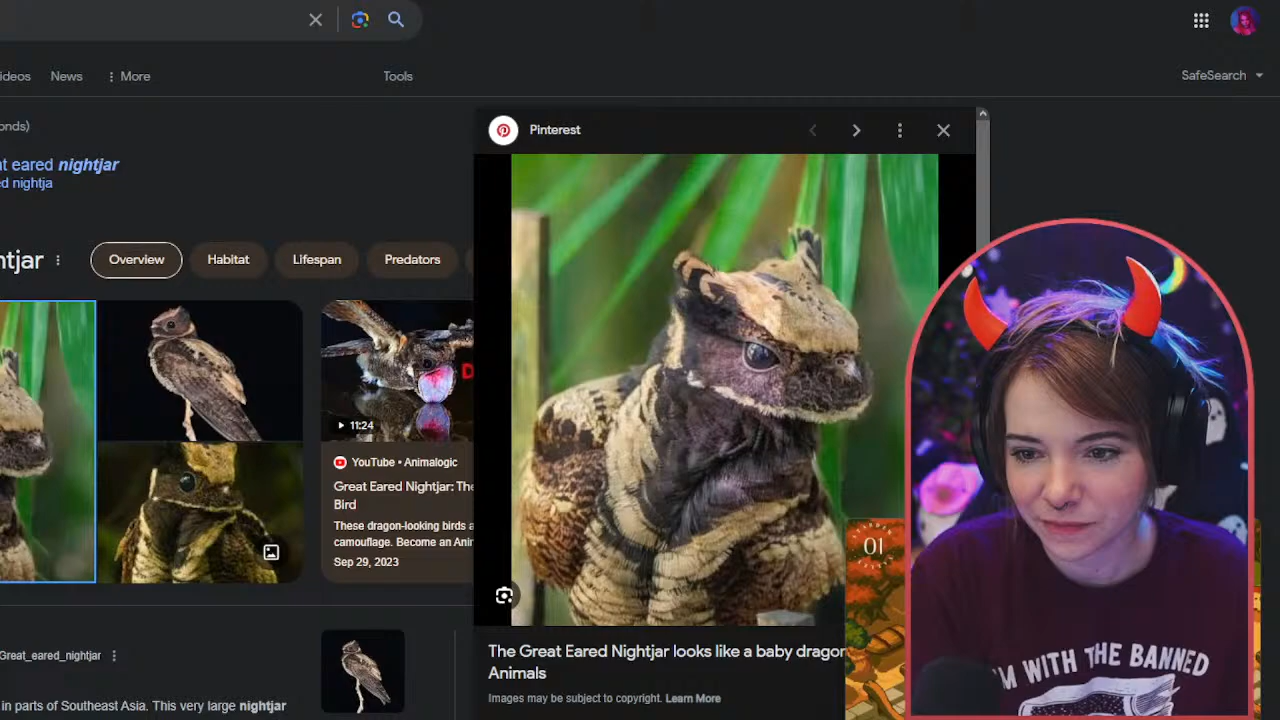 ideos News More Tools
SafeSearch
onds)
Pinterest
at eared nightjar
ed nightja
ntjar
Overview Habitat Lifespan Predators
11:24
YouTube • Animalogic
Great Eared Nightjar: The
Bird
These dragon-looking birds a
camouflage. Become an Anim
Sep 29, 2023
The Great Eared Nightjar looks like a baby dragon
Animals
Images may be subject to copyright. Learn More
Great_eared_nightjar
in parts of Southeast Asia. This very large nightjar
01
I'M WITH THE BANNED